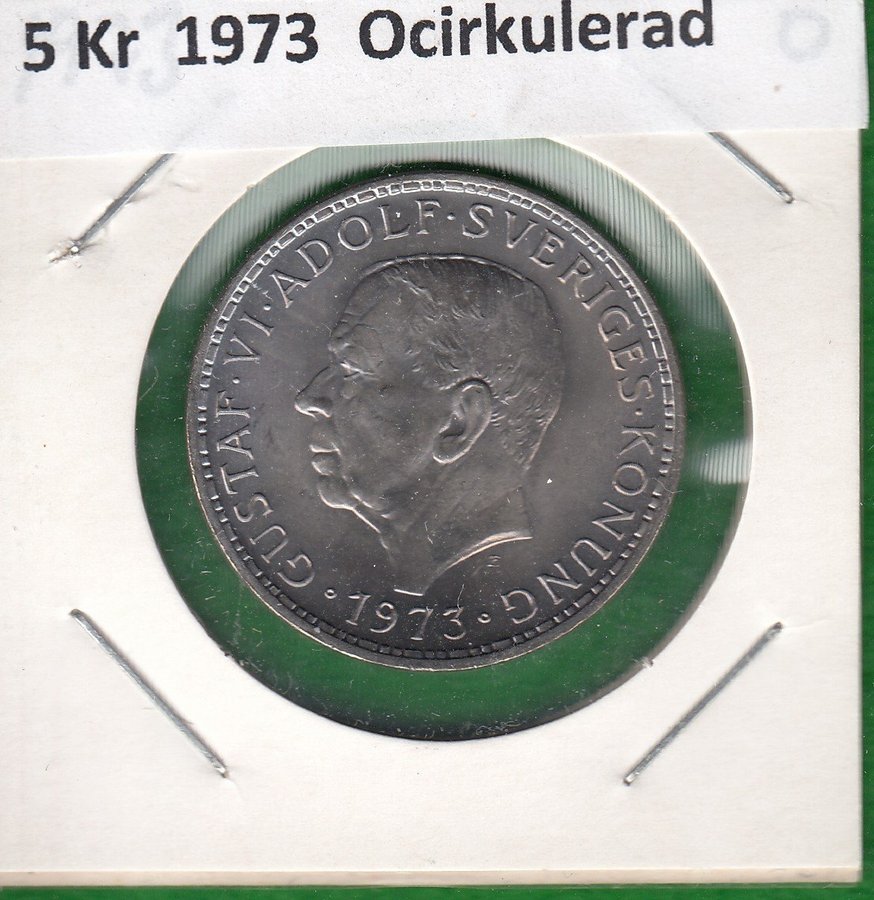 5 Kr 1973 Ocirkulerad
GUSTAF·VI·ADOLF·SVERIGES·KONUNG
1973